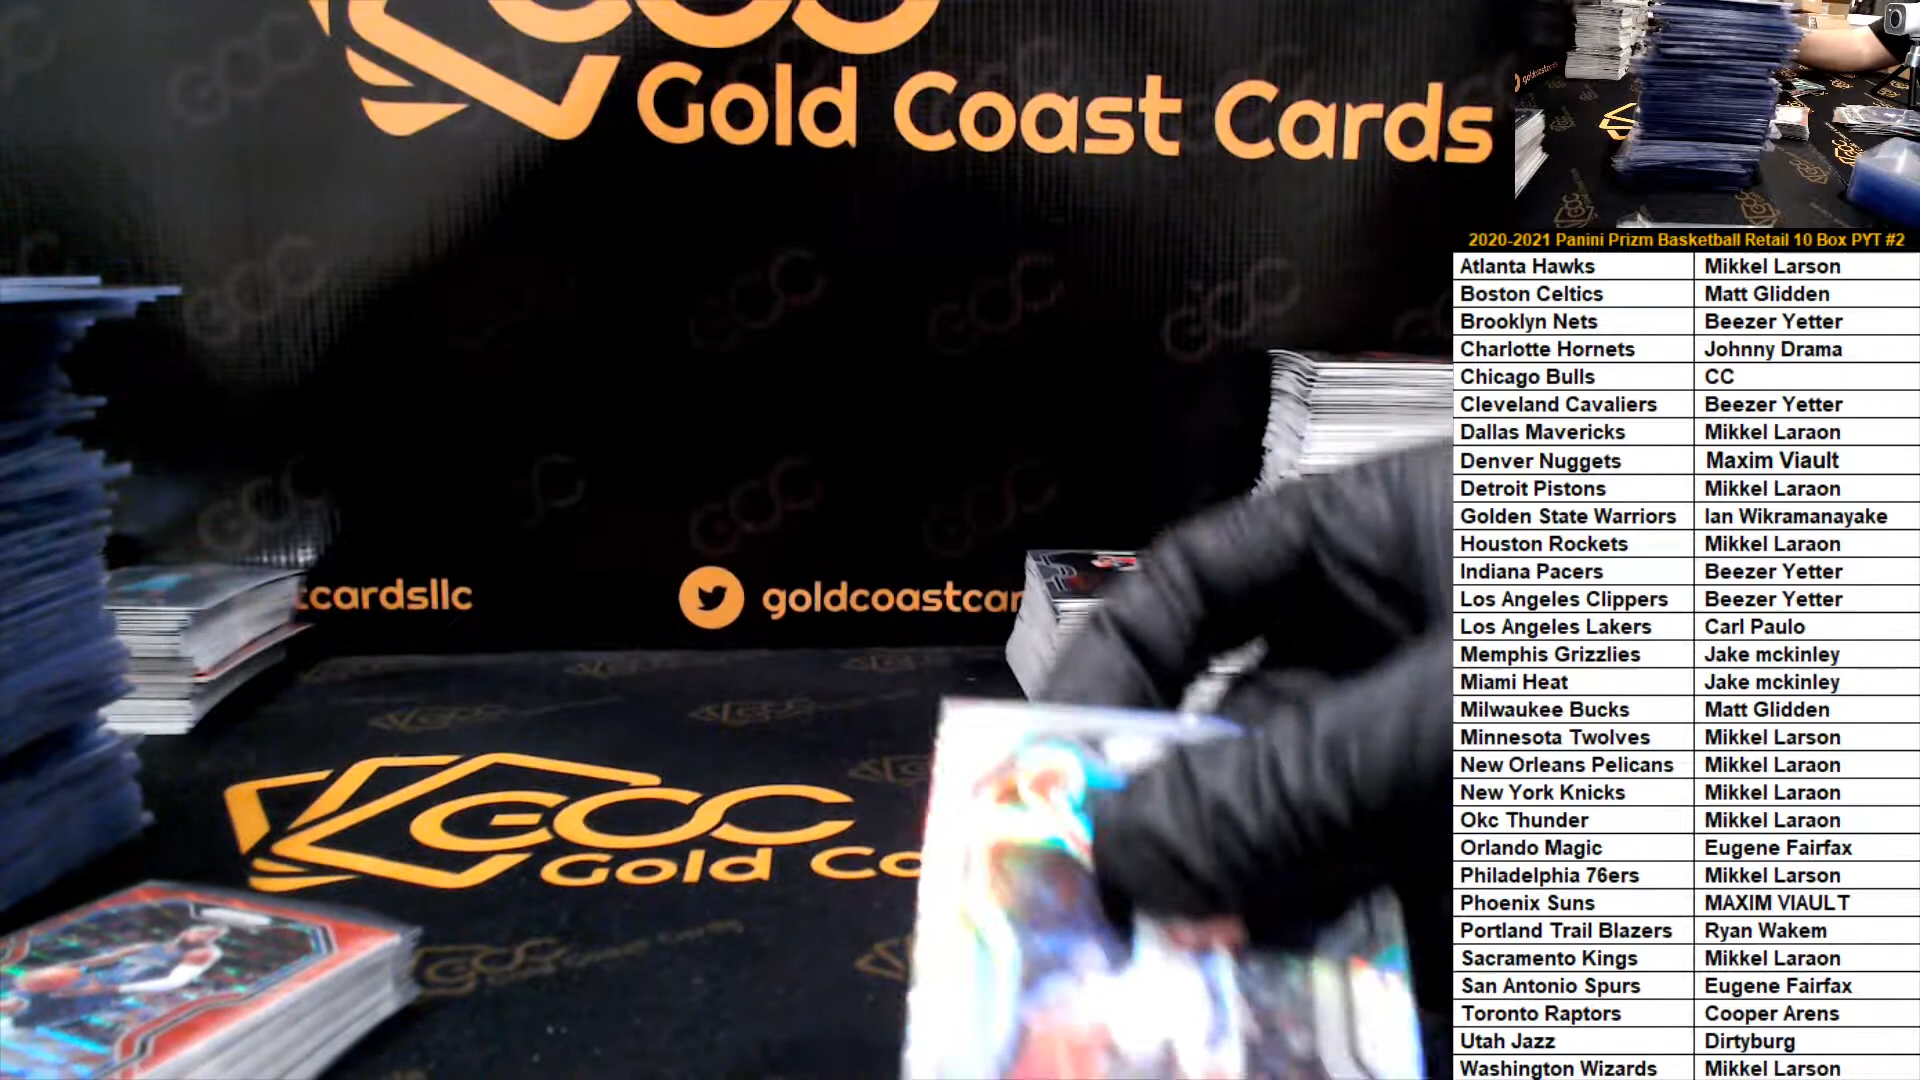 Gold Coast Cards
tcardsllc
goldcoastcar
GCC
Gold Co
2020-2021 Panini Prizm Basketball Retail 10 Box PYT #2
Atlanta Hawks Mikkel Larson
Boston Celtics Matt Glidden
Brooklyn Nets Beezer Yetter
Charlotte Hornets Johnny Drama
Chicago Bulls CC
Cleveland Cavaliers Beezer Yetter
Dallas Mavericks Mikkel Laraon
Denver Nuggets Maxim Viault
Detroit Pistons Mikkel Laraon
Golden State Warriors Ian Wikramanayake
Houston Rockets Mikkel Laraon
Indiana Pacers Beezer Yetter
Los Angeles Clippers Beezer Yetter
Los Angeles Lakers Carl Paulo
Memphis Grizzlies Jake mckinley
Miami Heat Jake mckinley
Milwaukee Bucks Matt Glidden
Minnesota Twolves Mikkel Larson
New Orleans Pelicans Mikkel Laraon
New York Knicks Mikkel Laraon
Okc Thunder Mikkel Laraon
Orlando Magic Eugene Fairfax
Philadelphia 76ers Mikkel Larson
Phoenix Suns MAXIM VIAULT
Portland Trail Blazers Ryan Wakem
Sacramento Kings Mikkel Laraon
San Antonio Spurs Eugene Fairfax
Toronto Raptors Cooper Arens
Utah Jazz Dirtyburg
Washington Wizards Mikkel Larson